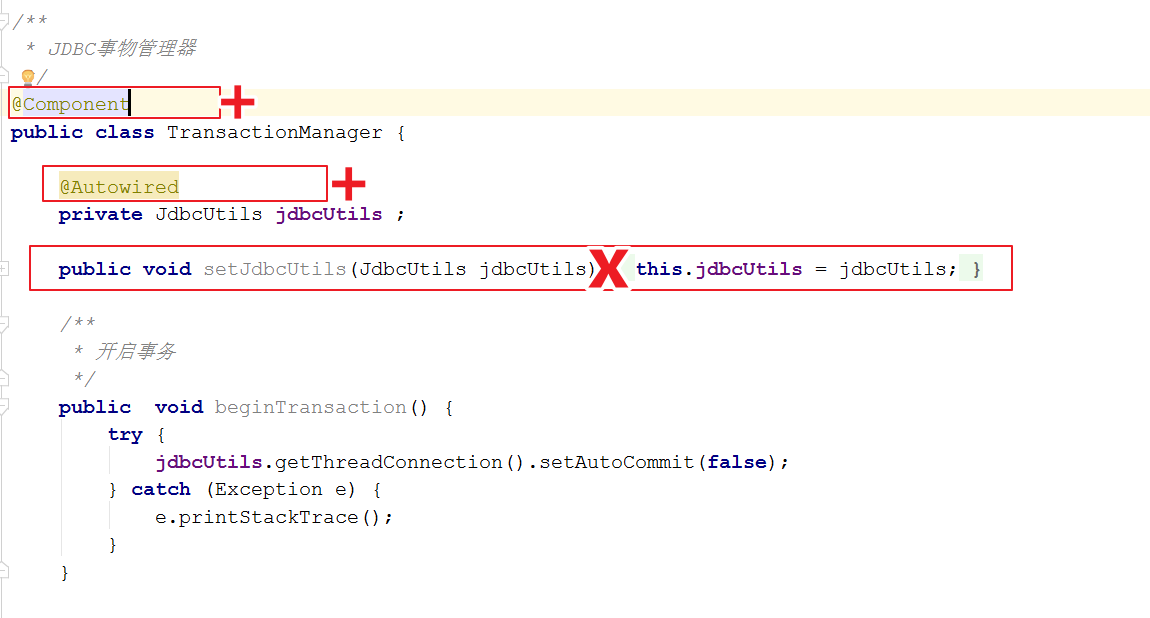 /**
* JDBC事物管理器
*/
@Component
public class TransactionManager {
@Autowired
private JdbcUtils jdbcUtils ;
public void setJdbcUtils(JdbcUtils jdbcUtils) this.jdbcUtils = jdbcUtils; }
/**
* 开启事务
*/
public  void beginTransaction() {
try {
jdbcUtils.getThreadConnection().setAutoCommit(false);
} catch (Exception e) {
e.printStackTrace();
}
}